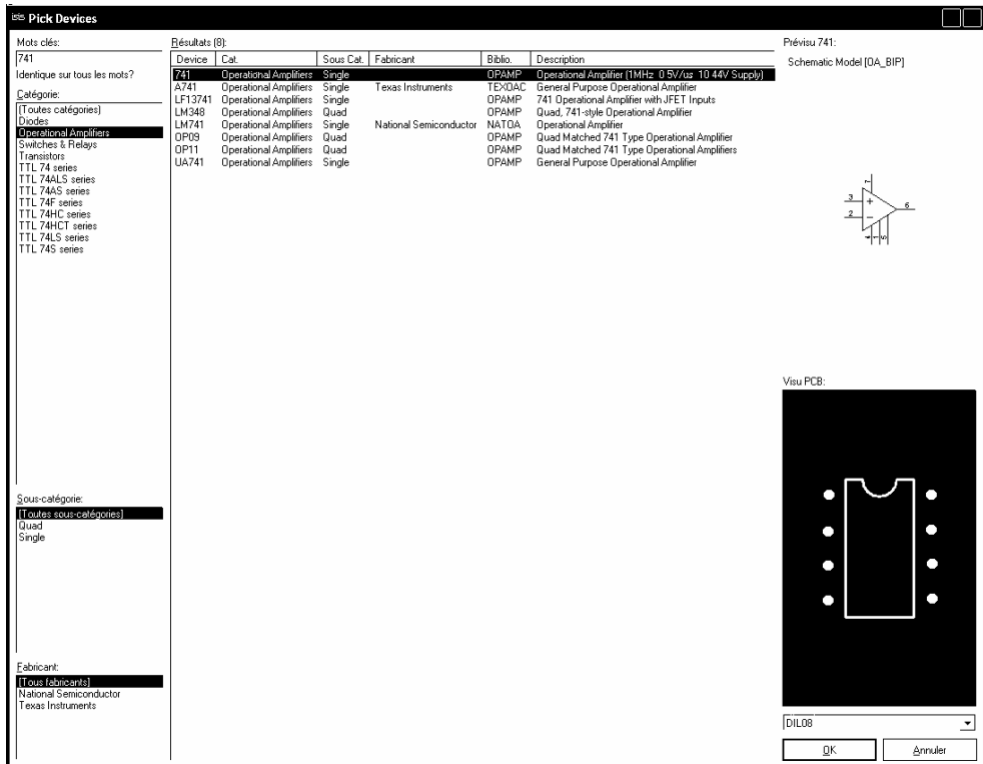 isis Pick Devices
Mots clés:
741
Identique sur tous les mots?
Catégorie:
(Toutes catégories)
Diodes
Operational Amplifiers
Switches & Relays
Transistors
TTL 74 series
TTL 74ALS series
TTL 74AS series
TTL 74F series
TTL 74HC series
TTL 74HCT series
TTL 74LS series
TTL 74S series
Sous-catégorie:
(Toutes sous-catégories)
Quad
Single
Fabricant:
(Tous fabricants)
National Semiconductor
Texas Instruments
Résultats (8):
Device Cat. Sous Cat. Fabricant Biblio. Description
741 Operational Amplifiers Single OPAMP Operational Amplifier (1MHz 0 5V/us 10 44V Supply)
A741 Operational Amplifiers Single Texas Instruments TEXOAC General Purpose Operational Amplifier
LF13741 Operational Amplifiers Single OPAMP 741 Operational Amplifier with JFET Inputs
LM348 Operational Amplifiers Quad OPAMP Quad, 741-style Operational Amplifier
LM741 Operational Amplifiers Single National Semiconductor NATOA Operational Amplifier
OP09 Operational Amplifiers Quad OPAMP Quad Matched 741 Type Operational Amplifiers
OP11 Operational Amplifiers Quad OPAMP Quad Matched 741 Type Operational Amplifiers
UA741 Operational Amplifiers Single OPAMP General Purpose Operational Amplifier
Prévisu 741:
Schematic Model [OA_BIP]
7
3
6
2
4 1 5
Visu PCB:
DIL08
OK Annuler